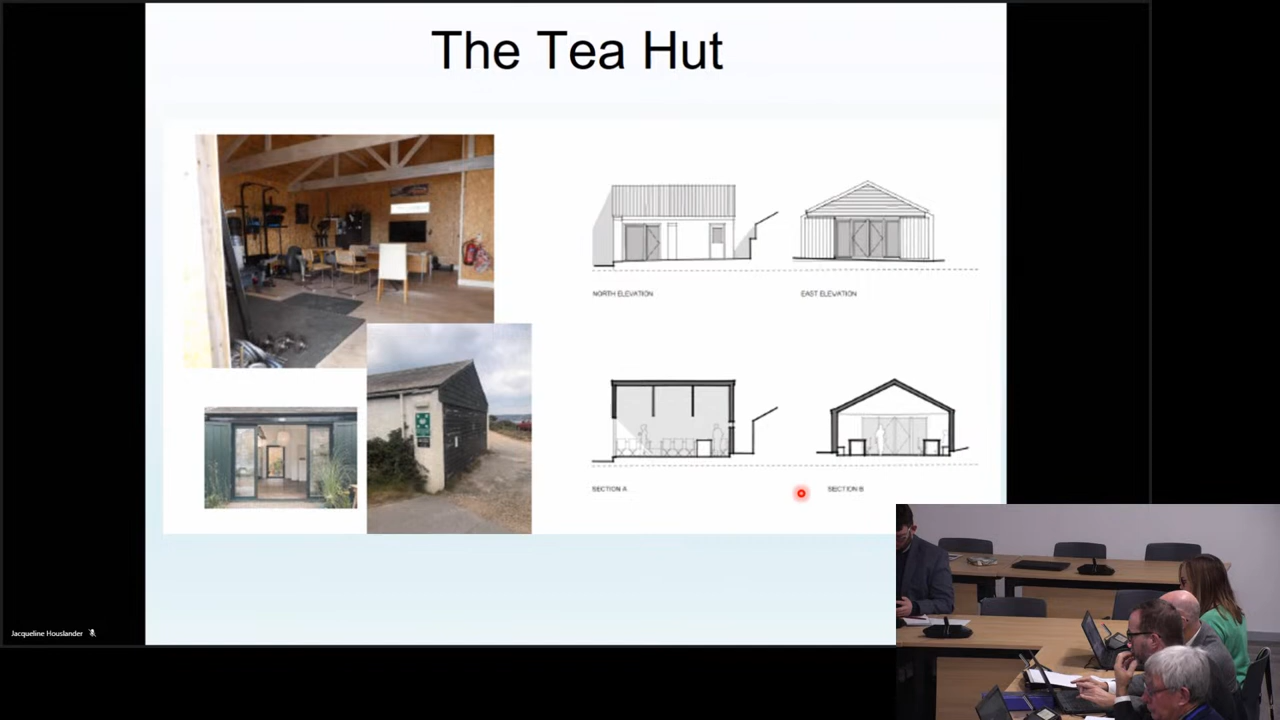 The Tea Hut
NORTH ELEVATION
EAST ELEVATION
SECTION A
SECTION B
Jacqueline Houslander